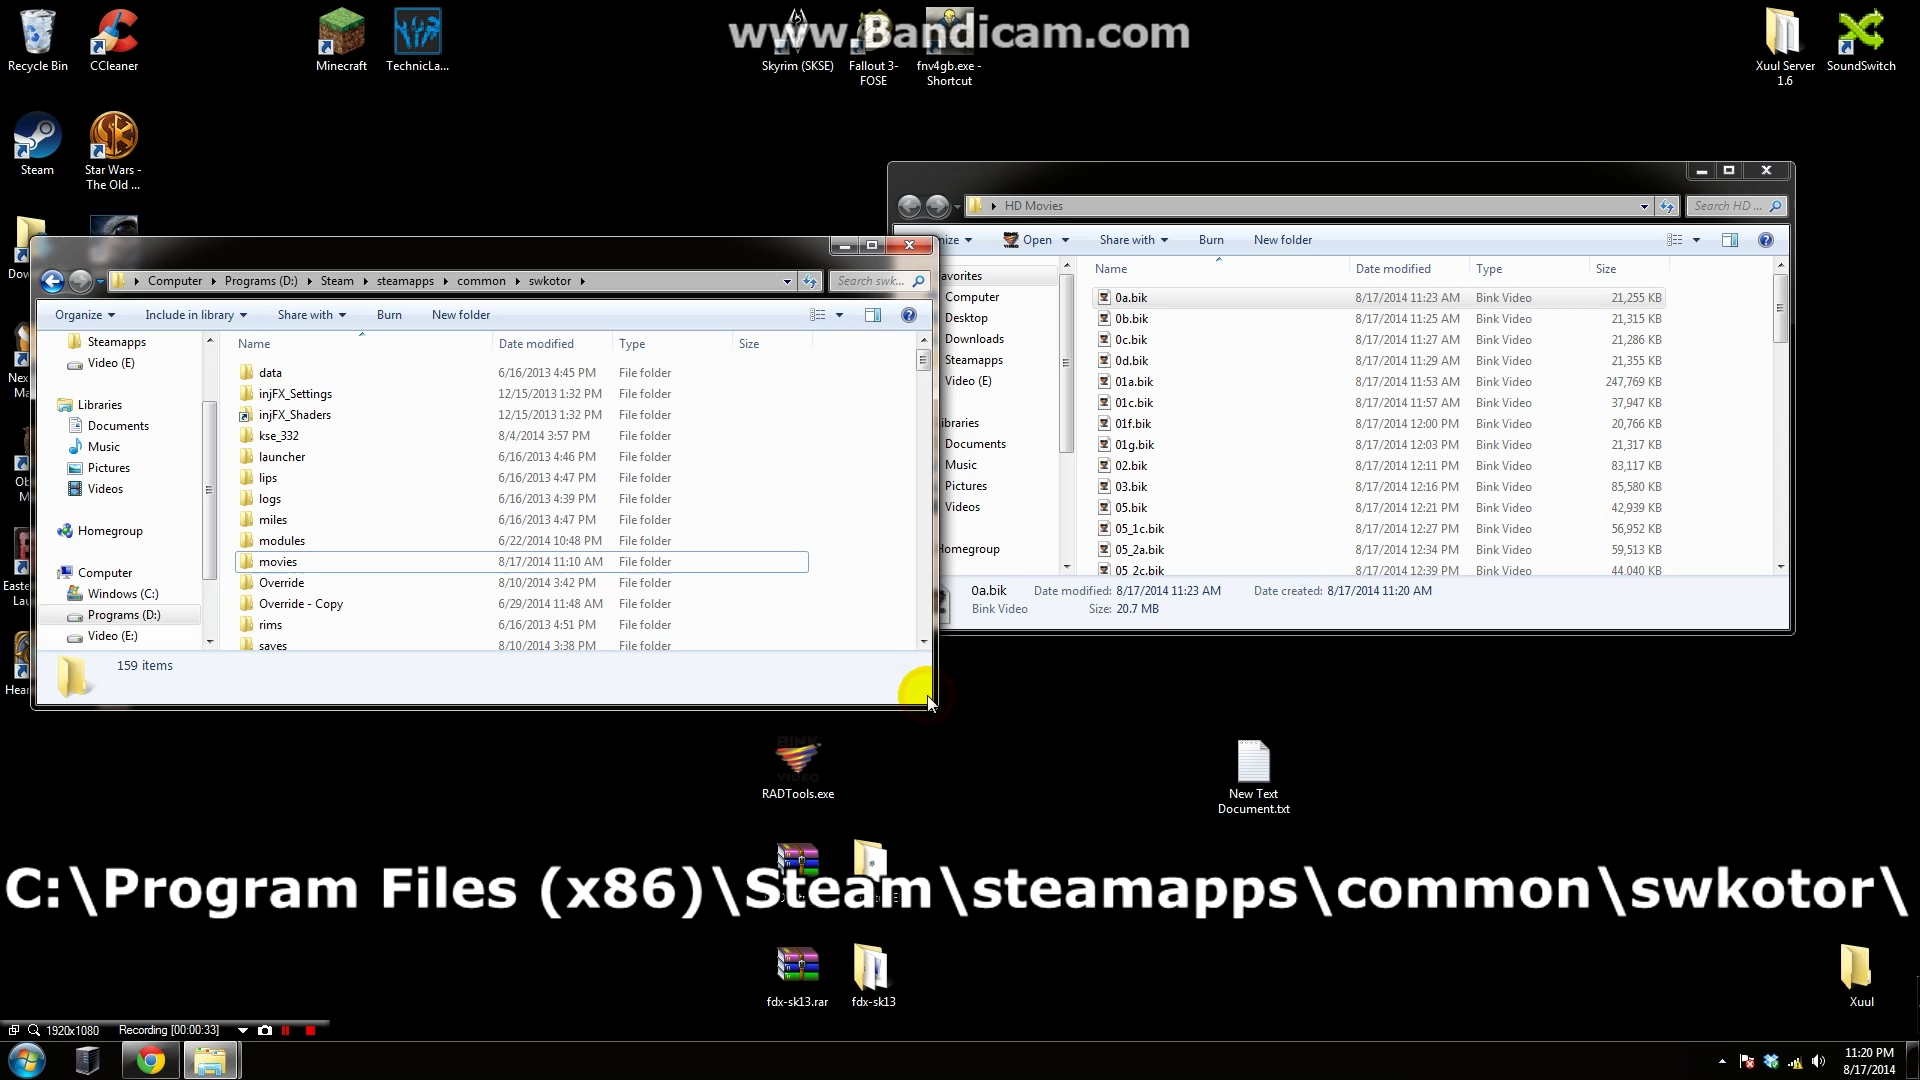 www.Bandicam.com
Recycle Bin
CCleaner
Minecraft
TechnicLa...
Skyrim (SKSE)
Fallout 3-
FOSE
fnv4gb.exe -
Shortcut
Xuul Server
1.6
SoundSwitch
Steam
Star Wars -
The Old ...
HD Movies
Search HD ...
Open
Share with
Burn
New folder
Name
Date modified
Type
Size
Computer
Desktop
Downloads
Steamapps
Video (E)
Documents
Music
Pictures
Videos
0a.bik 8/17/2014 11:23 AM Bink Video 21,255 KB
0b.bik 8/17/2014 11:25 AM Bink Video 21,315 KB
0c.bik 8/17/2014 11:27 AM Bink Video 21,286 KB
0d.bik 8/17/2014 11:29 AM Bink Video 21,355 KB
01a.bik 8/17/2014 11:53 AM Bink Video 247,769 KB
01c.bik 8/17/2014 11:57 AM Bink Video 37,947 KB
01f.bik 8/17/2014 12:00 PM Bink Video 20,766 KB
01g.bik 8/17/2014 12:03 PM Bink Video 21,317 KB
02.bik 8/17/2014 12:11 PM Bink Video 83,117 KB
03.bik 8/17/2014 12:16 PM Bink Video 85,580 KB
05.bik 8/17/2014 12:21 PM Bink Video 42,939 KB
05_1c.bik 8/17/2014 12:27 PM Bink Video 56,952 KB
05_2a.bik 8/17/2014 12:34 PM Bink Video 59,513 KB
05_2c.bik 8/17/2014 12:39 PM Bink Video 44,040 KB
0a.bik Date modified: 8/17/2014 11:23 AM Date created: 8/17/2014 11:20 AM
Bink Video Size: 20.7 MB
Computer Programs (D:) Steam steamapps common swkotor
Search swk...
Organize Include in library Share with Burn New folder
Steamapps
Video (E)
Libraries
Documents
Music
Pictures
Videos
Homegroup
Computer
Windows (C:)
Programs (D:)
Video (E:)
Name Date modified Type Size
data 6/16/2013 4:45 PM File folder
injFX_Settings 12/15/2013 1:32 PM File folder
injFX_Shaders 12/15/2013 1:32 PM File folder
kse_332 8/4/2014 3:57 PM File folder
launcher 6/16/2013 4:46 PM File folder
lips 6/16/2013 4:47 PM File folder
logs 6/16/2013 4:39 PM File folder
miles 6/16/2013 4:47 PM File folder
modules 6/22/2014 10:48 PM File folder
movies 8/17/2014 11:10 AM File folder
Override 8/10/2014 3:42 PM File folder
Override - Copy 6/29/2014 11:48 AM File folder
rims 6/16/2013 4:51 PM File folder
saves 8/10/2014 3:38 PM File folder
159 items
RADTools.exe
New Text
Document.txt
C:\Program Files (x86)\Steam\steamapps\common\swkotor\
fdx-sk13.rar
fdx-sk13
Xuul
1920x1080 Recording [00:00:33]
11:20 PM
8/17/2014